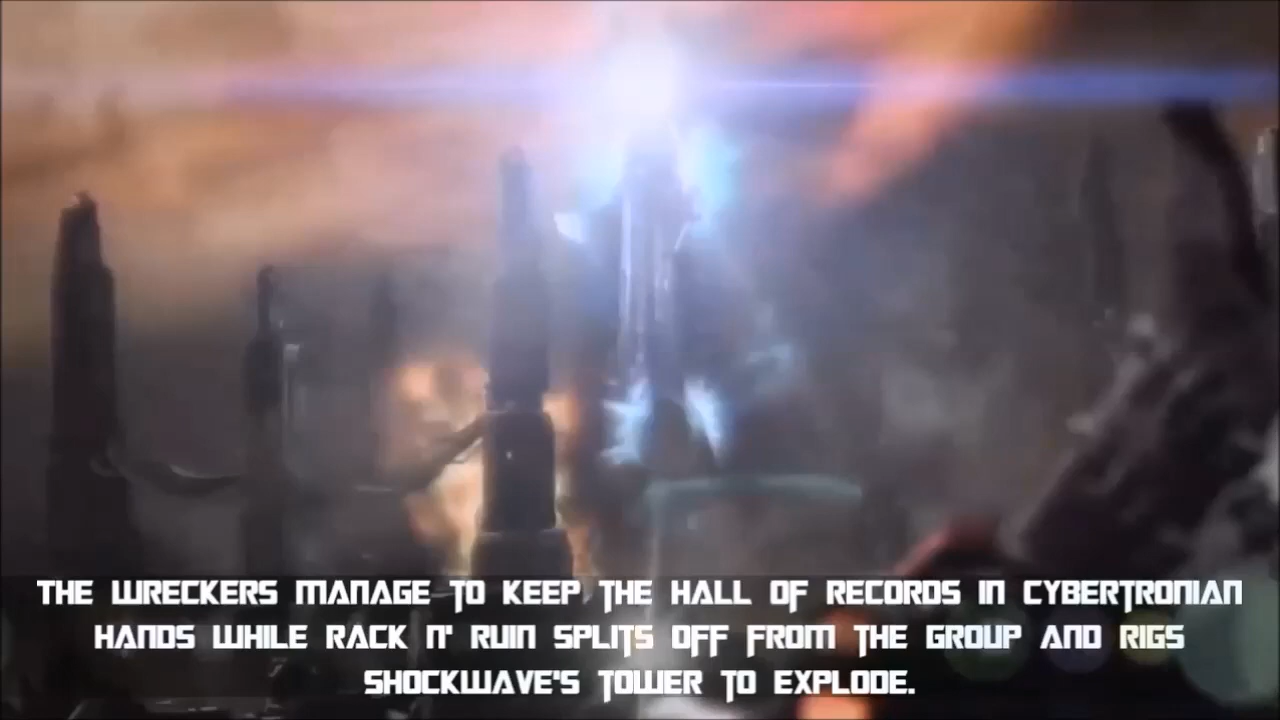 THE WRECKERS MANAGE TO KEEP THE HALL OF RECORDS IN CYBERTRONIAN
HANDS WHILE RACK N' RUIN SPLITS OFF FROM THE GROUP AND RIGS
SHOCKWAVE'S TOWER TO EXPLODE.